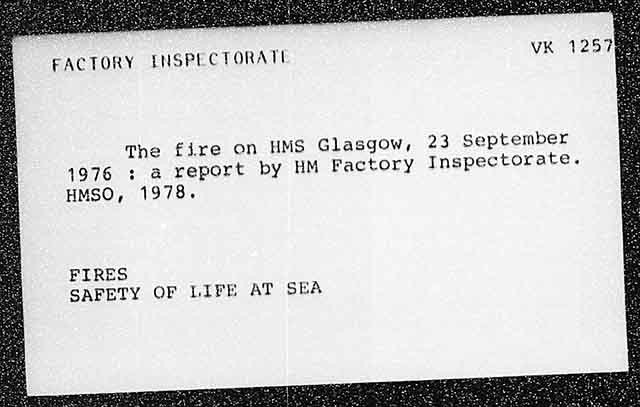 FACTORY INSPECTORATE
VK 1257
The fire on HMS Glasgow, 23 September
1976 : a report by HM Factory Inspectorate.
HMSO, 1978.
FIRES
SAFETY OF LIFE AT SEA